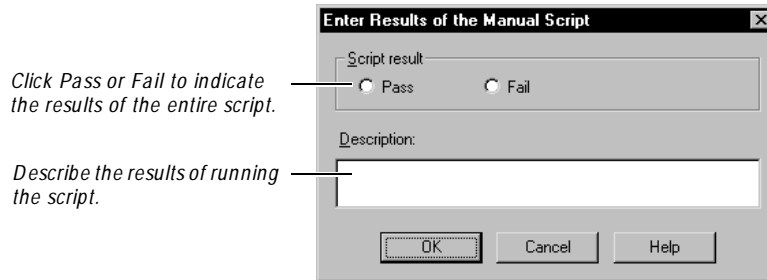 Enter Results of the Manual Script
Script result
Click Pass or Fail to indicate
the results of the entire script.
Pass
Fail
Description:
Describe the results of running
the script.
OK
Cancel
Help